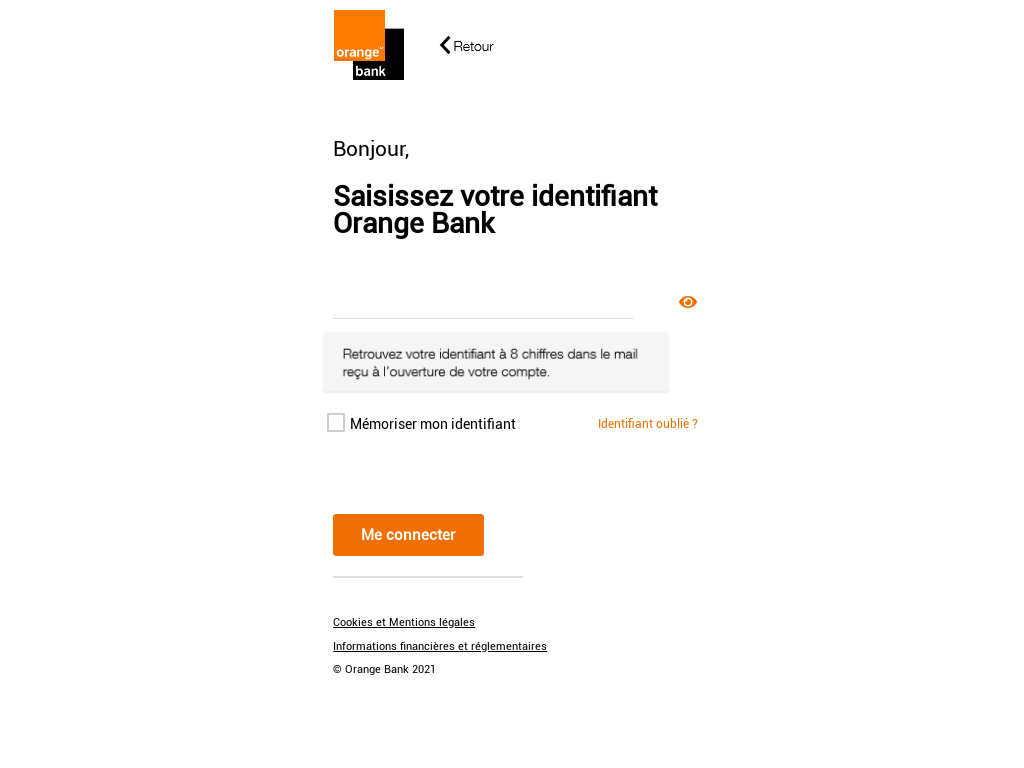 orange™
bank
Retour
Bonjour,
Saisissez votre identifiant
Orange Bank
Retrouvez votre identifiant à 8 chiffres dans le mail
reçu à l'ouverture de votre compte.
Mémoriser mon identifiant
Identifiant oublié ?
Me connecter
Cookies et Mentions légales
Informations financières et réglementaires
© Orange Bank 2021